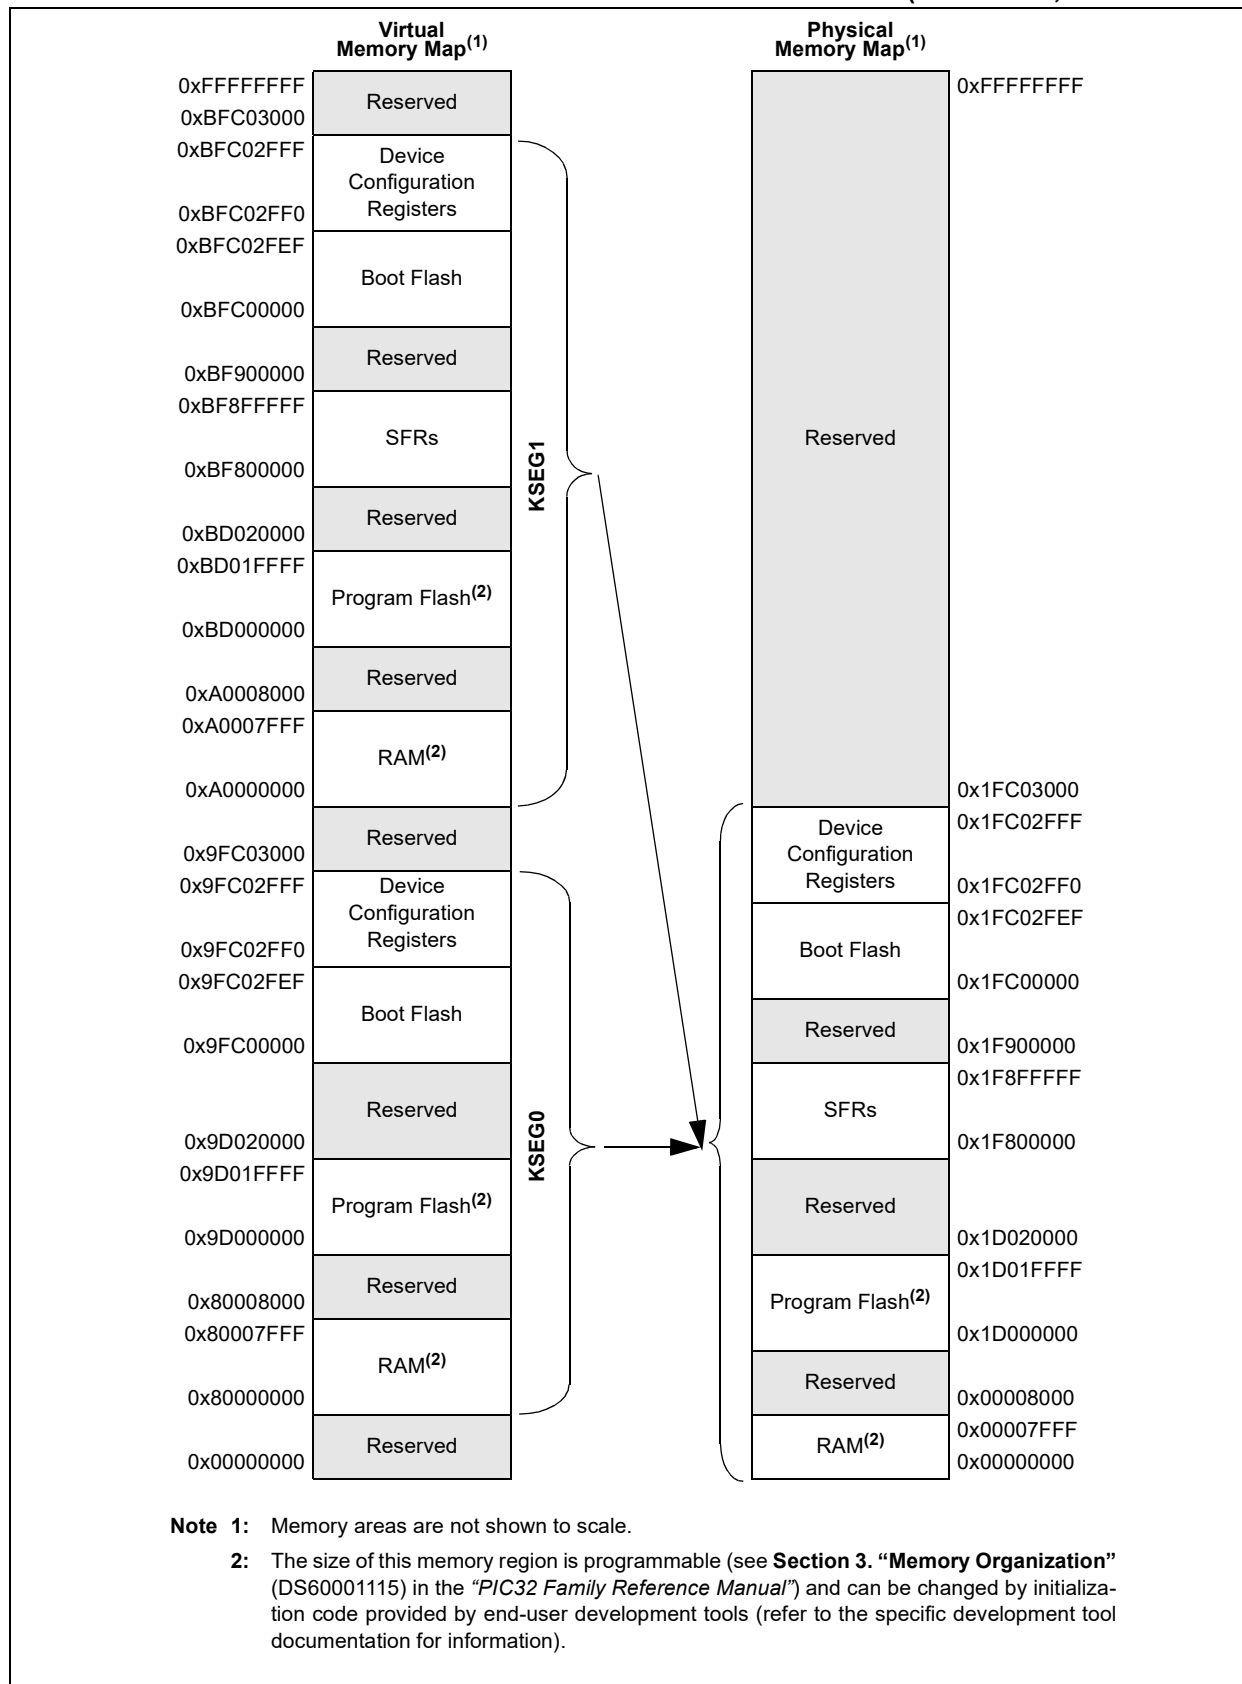 Virtual
Memory Map(1)
Physical
Memory Map(1)
0xFFFFFFFF
Reserved
0xBFC03000
0xBFC02FFF
Device
Configuration
Registers
0xBFC02FF0
0xBFC02FEF
Boot Flash
0xBFC00000
Reserved
0xBF900000
0xBF8FFFFF
SFRs
0xBF800000
Reserved
0xBD020000
0xBD01FFFF
Program Flash(2)
0xBD000000
Reserved
0xA0008000
0xA0007FFF
RAM(2)
0xA0000000
KSEG1
Reserved
0x9FC03000
0x9FC02FFF
Device
Configuration
Registers
0x9FC02FF0
0x9FC02FEF
Boot Flash
0x9FC00000
Reserved
0x9D020000
0x9D01FFFF
Program Flash(2)
0x9D000000
Reserved
0x80008000
0x80007FFF
RAM(2)
0x80000000
KSEG0
Reserved
0x00000000
0xFFFFFFFF
Reserved
0x1FC03000
0x1FC02FFF
Device
Configuration
Registers
0x1FC02FF0
0x1FC02FEF
Boot Flash
0x1FC00000
Reserved
0x1F900000
0x1F8FFFFF
SFRs
0x1F800000
Reserved
0x1D020000
0x1D01FFFF
Program Flash(2)
0x1D000000
Reserved
0x00008000
0x00007FFF
RAM(2)
0x00000000
Note 1: Memory areas are not shown to scale.
2: The size of this memory region is programmable (see Section 3. “Memory Organization”
(DS60001115) in the “PIC32 Family Reference Manual”) and can be changed by initializa-
tion code provided by end-user development tools (refer to the specific development tool
documentation for information).